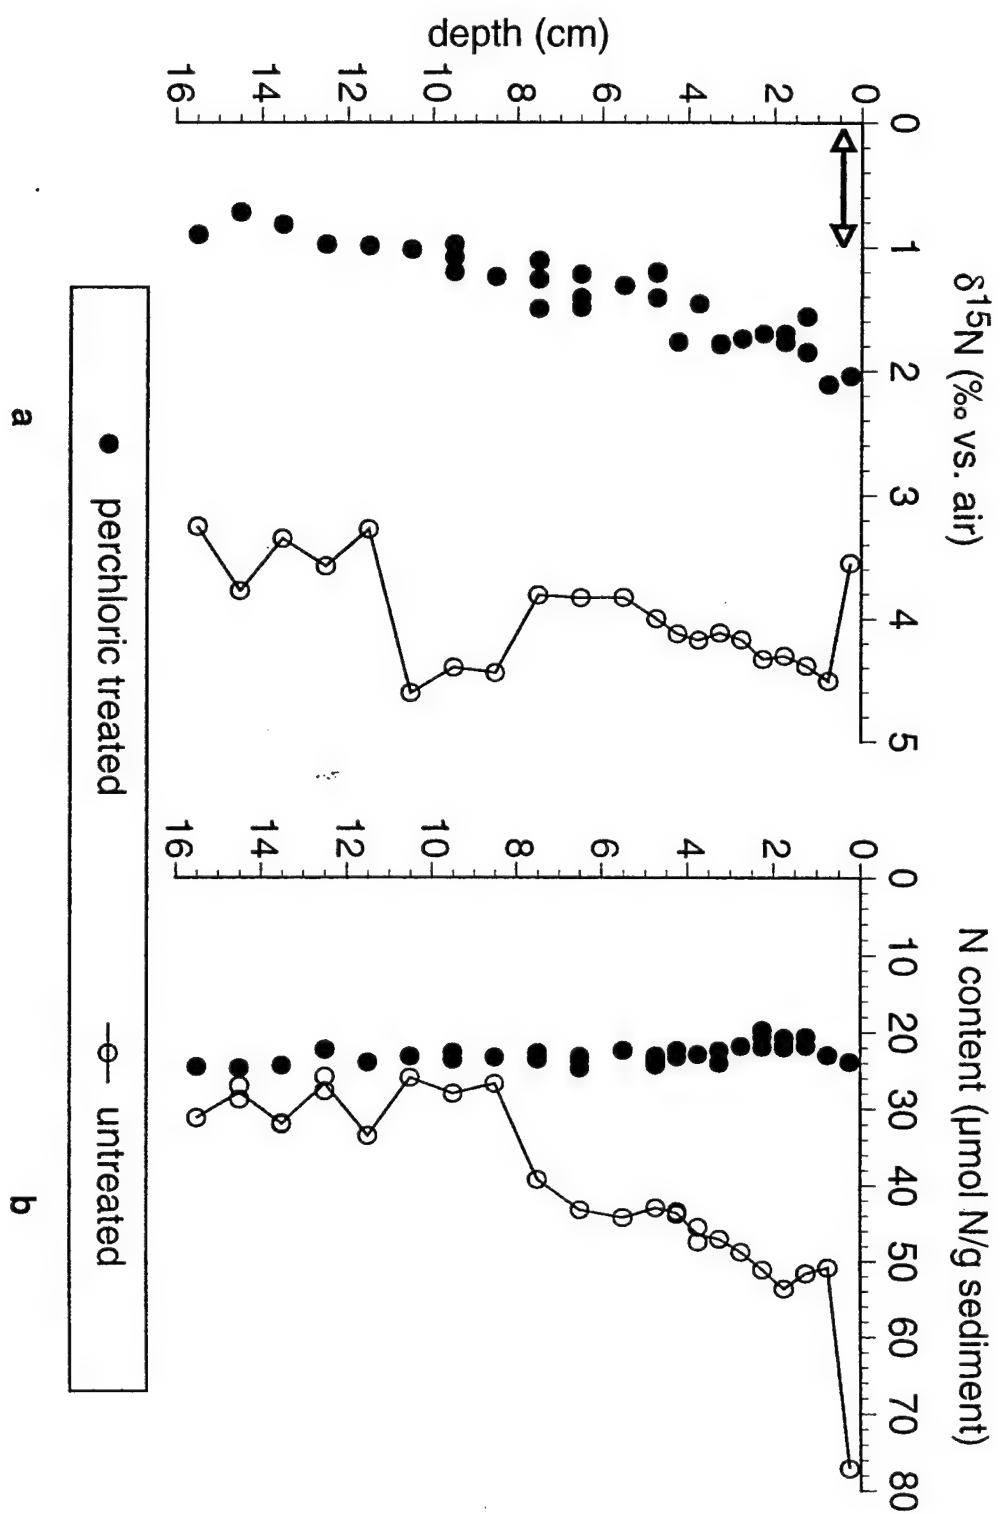 δ¹⁵N (‰ vs. air)
N content (µmol N/g sediment)
0 1 2 3 4 5
0 10 20 30 40 50 60 70 80
depth (cm)
0
2
4
6
8
10
12
14
16
0
2
4
6
8
10
12
14
16
perchloric treated
untreated
a
b